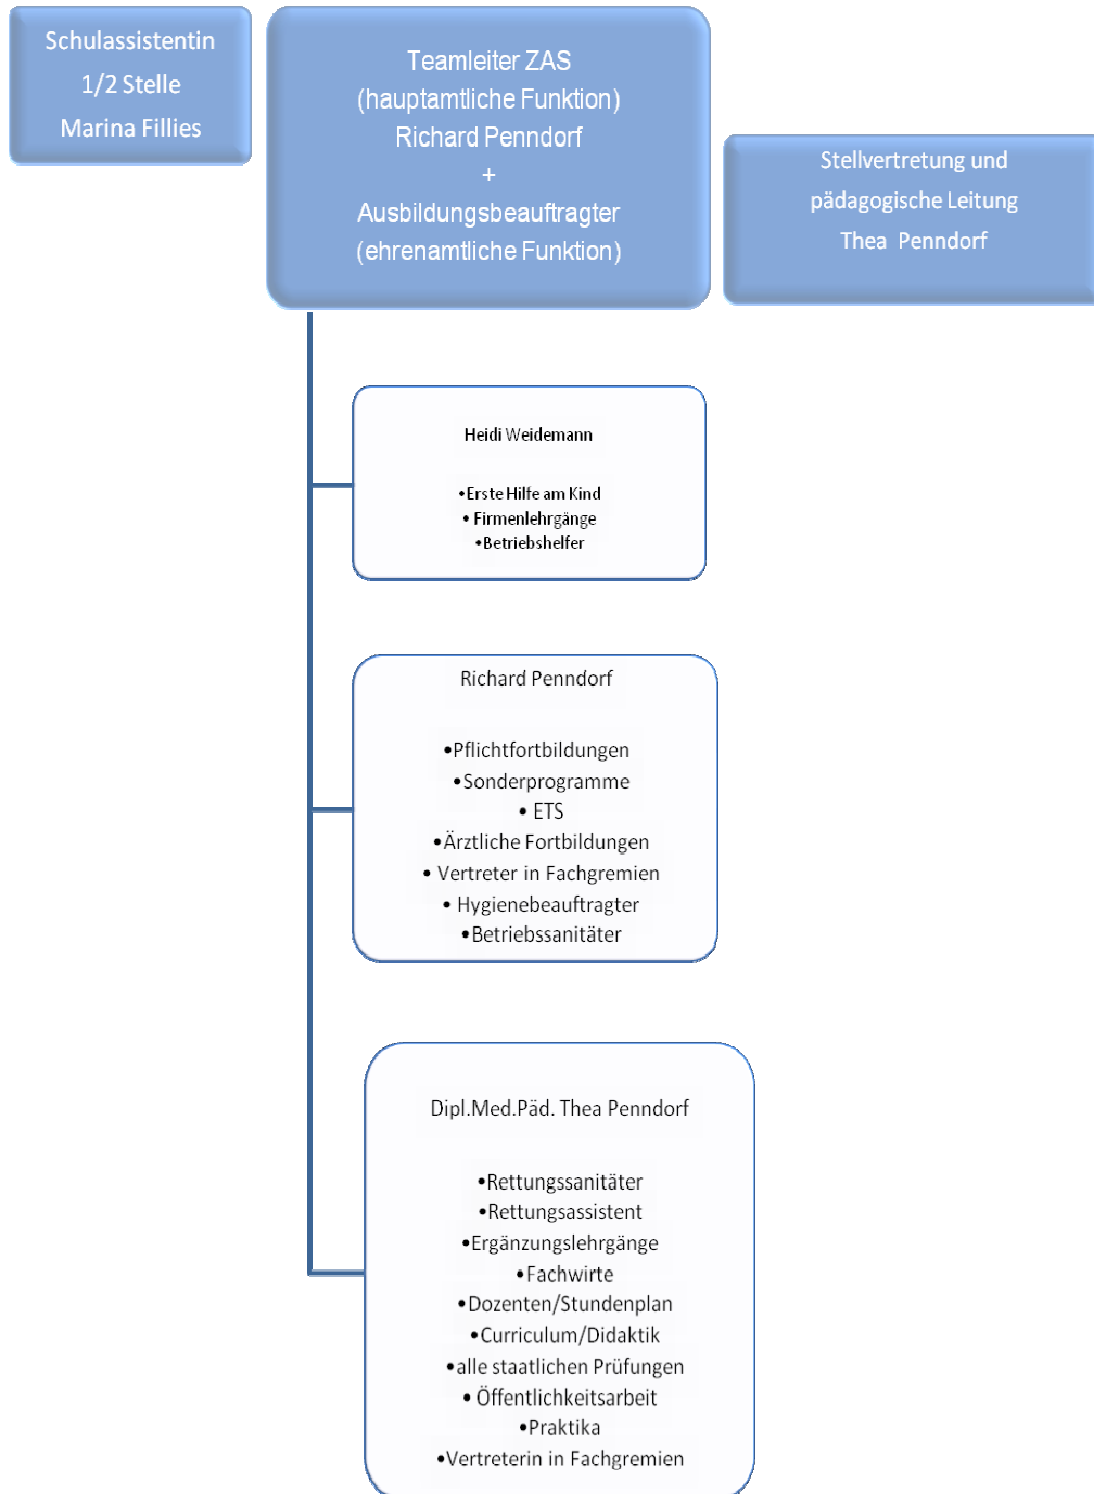 Schulassistentin
1/2 Stelle
Marina Fillies
Teamleiter ZAS
(hauptamtliche Funktion)
Richard Penndorf
+
Ausbildungsbeauftragter
(ehrenamtliche Funktion)
Stellvertretung und
pädagogische Leitung
Thea Penndorf
Heidi Weidemann
•Erste Hilfe am Kind
• Firmenlehrgänge
•Betriebshelfer
Richard Penndorf
•Pflichtfortbildungen
•Sonderprogramme
• ETS
•Ärztliche Fortbildungen
• Vertreter in Fachgremien
• Hygienebeauftragter
•Betriebssanitäter
Dipl.Med.Päd. Thea Penndorf
•Rettungssanitäter
•Rettungsassistent
•Ergänzungslehrgänge
•Fachwirte
•Dozenten/Stundenplan
•Curriculum/Didaktik
•alle staatlichen Prüfungen
• Öffentlichkeitsarbeit
•Praktika
•Vertreterin in Fachgremien